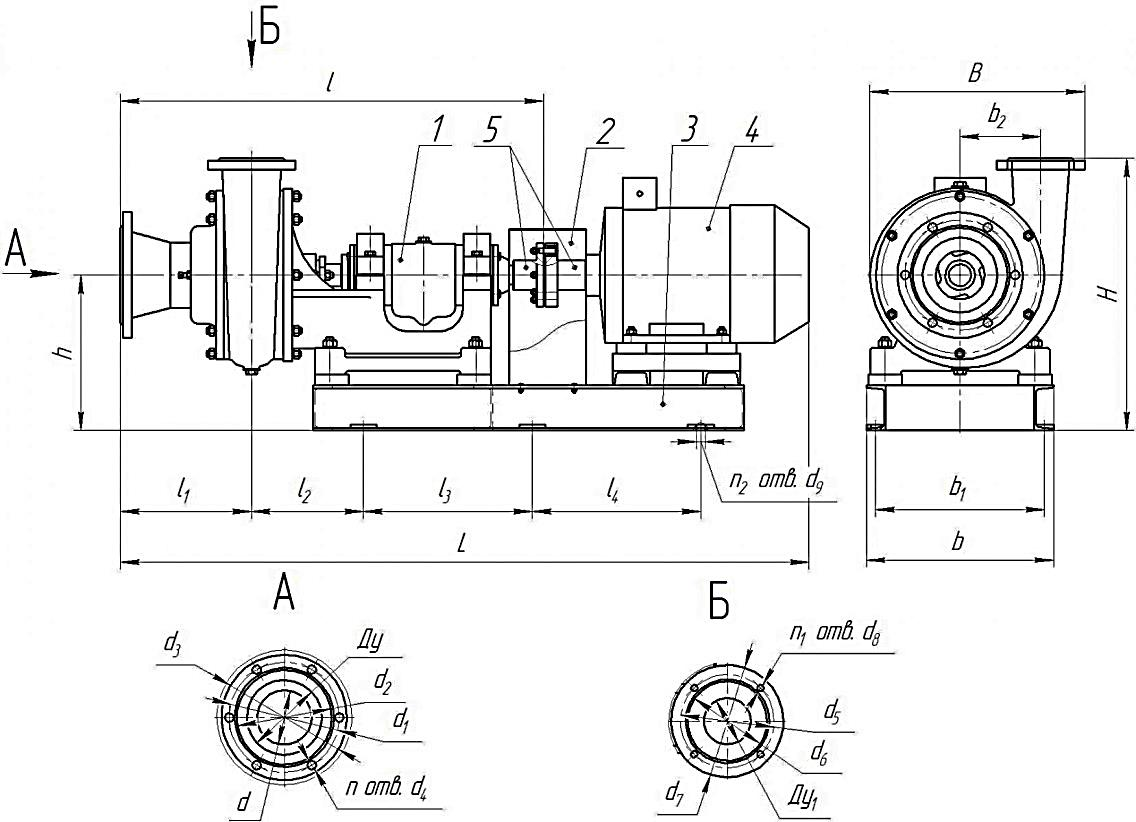 Б
l
B
b₂
1
5
2
3
4
А
h
H
l₁
l₂
l₃
l₄
n₂ отв. d₉
b₁
L
b
А
Б
d₃
Ду
d₂
d₁
n отв. d₄
d
n₁ отв. d₈
d₅
d₆
d₇
Ду₁